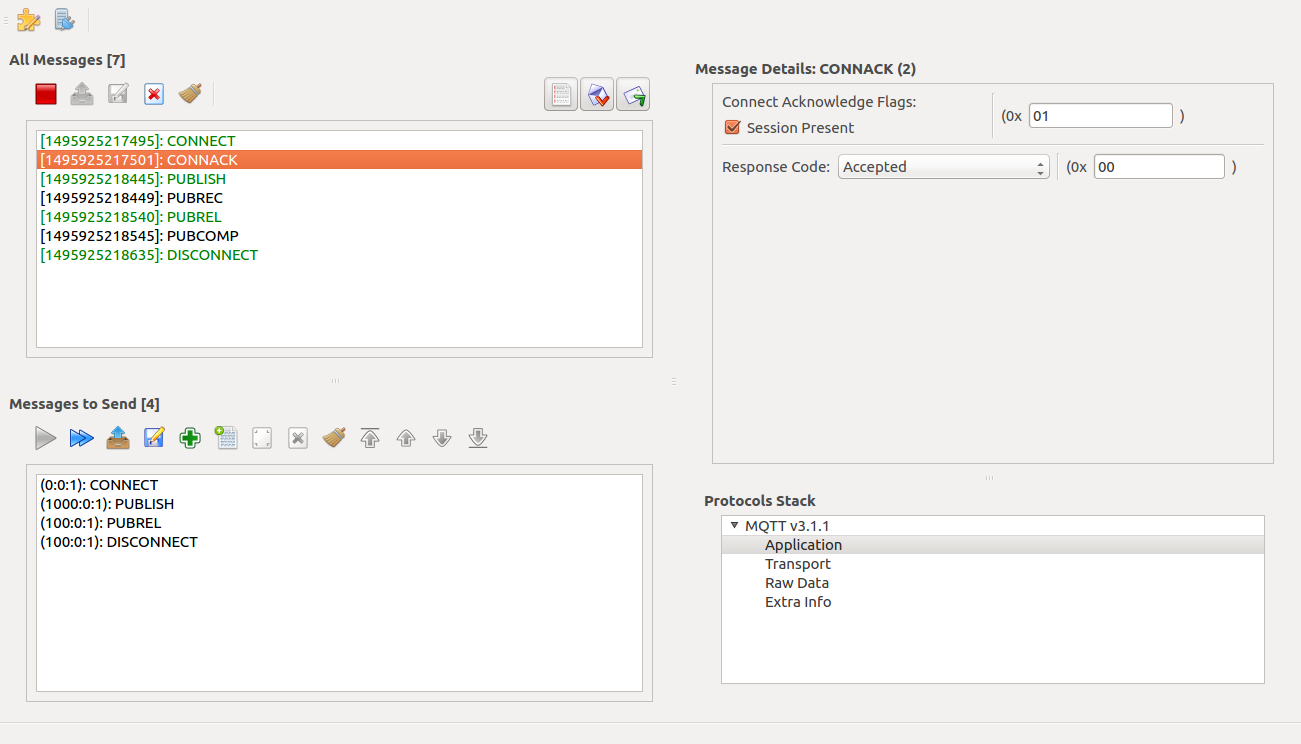 All Messages [7]
[1495925217495]: CONNECT
[1495925217501]: CONNACK
[1495925218445]: PUBLISH
[1495925218449]: PUBREC
[1495925218540]: PUBREL
[1495925218545]: PUBCOMP
[1495925218635]: DISCONNECT
Messages to Send [4]
(0:0:1): CONNECT
(1000:0:1): PUBLISH
(100:0:1): PUBREL
(100:0:1): DISCONNECT
Message Details: CONNACK (2)
Connect Acknowledge Flags:
Session Present
(0x 01 )
Response Code: Accepted (0x 00 )
Protocols Stack
MQTT v3.1.1
Application
Transport
Raw Data
Extra Info